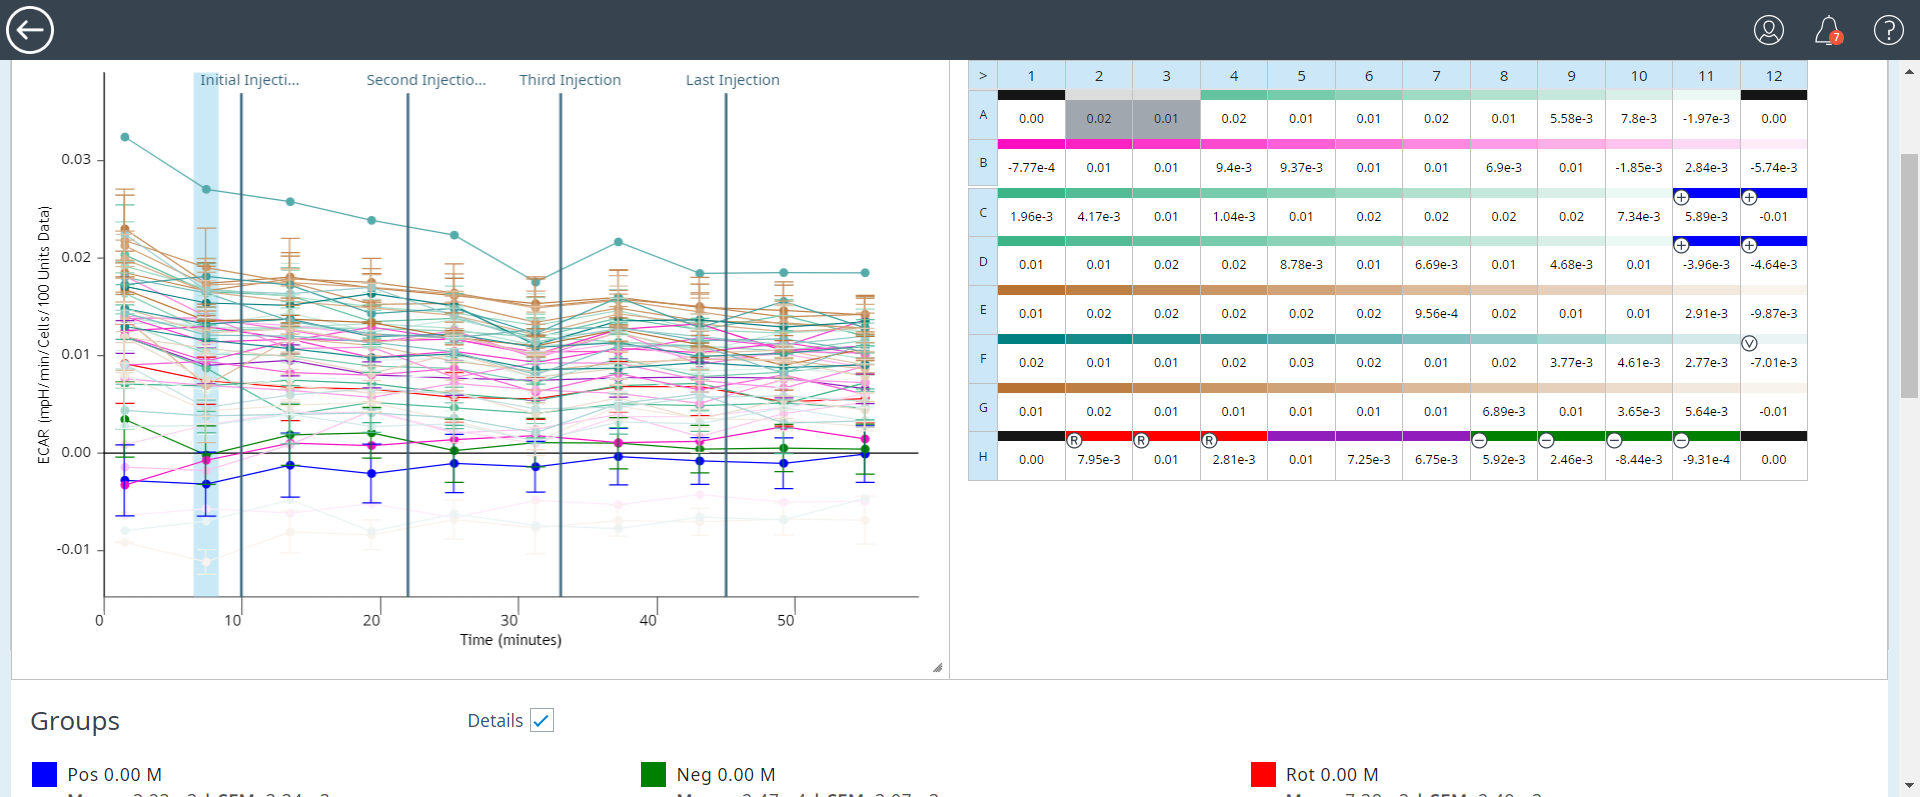 7
Initial Injecti...
Second Injectio...
Third Injection
Last Injection
ECAR (mpH/min/Cells/100 Units Data)
0.03
0.02
0.01
0.00
-0.01
0 10 20 30 40 50
Time (minutes)
> 1 2 3 4 5 6 7 8 9 10 11 12
A 0.00 0.02 0.01 0.02 0.01 0.01 0.02 0.01 5.58e-3 7.8e-3 -1.97e-3 0.00
B -7.77e-4 0.01 0.01 9.4e-3 9.37e-3 0.01 0.01 6.9e-3 0.01 -1.85e-3 2.84e-3 -5.74e-3
+ +
C 1.96e-3 4.17e-3 0.01 1.04e-3 0.01 0.02 0.02 0.02 0.02 7.34e-3 5.89e-3 -0.01
+ +
D 0.01 0.01 0.02 0.02 8.78e-3 0.01 6.69e-3 0.01 4.68e-3 0.01 -3.96e-3 -4.64e-3
E 0.01 0.02 0.02 0.02 0.02 0.02 9.56e-4 0.02 0.01 0.01 2.91e-3 -9.87e-3
V
F 0.02 0.01 0.01 0.02 0.03 0.02 0.01 0.02 3.77e-3 4.61e-3 2.77e-3 -7.01e-3
G 0.01 0.02 0.01 0.01 0.01 0.01 0.01 6.89e-3 0.01 3.65e-3 5.64e-3 -0.01
R R R − − − −
H 0.00 7.95e-3 0.01 2.81e-3 0.01 7.25e-3 6.75e-3 5.92e-3 2.46e-3 -8.44e-3 -9.31e-4 0.00
Groups
Details
Pos 0.00 M
Neg 0.00 M
Rot 0.00 M